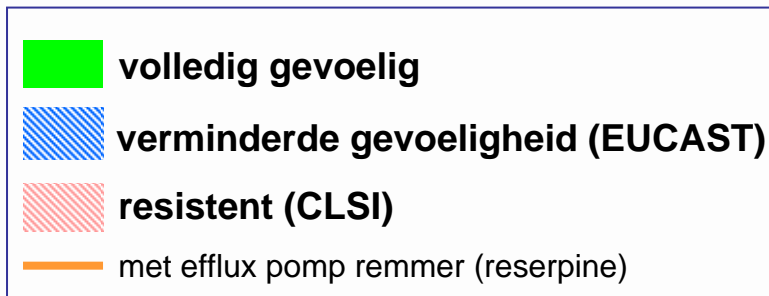 volledig gevoelig
verminderde gevoeligheid (EUCAST)
resistent (CLSI)
met efflux pomp remmer (reserpine)